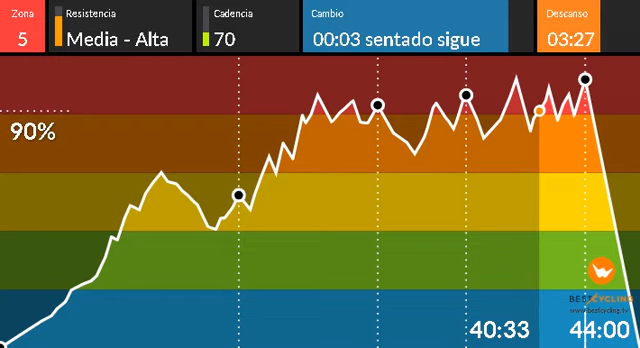 Zona
5
Resistencia
Media - Alta
Cadencia
70
Cambio
00:03 sentado sigue
Descanso
03:27
90%
BESTCYCLING
www.bestcycling.tv
40:33
44:00